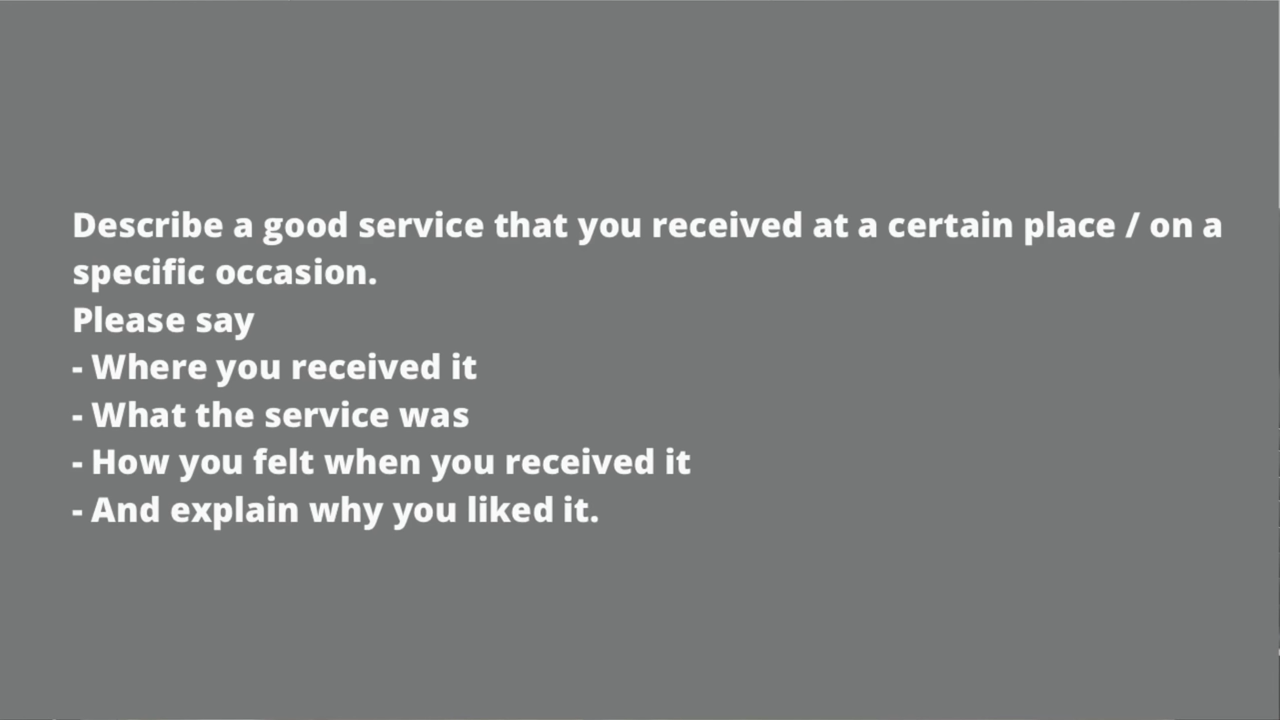 Describe a good service that you received at a certain place / on a
specific occasion.
Please say
- Where you received it
- What the service was
- How you felt when you received it
- And explain why you liked it.